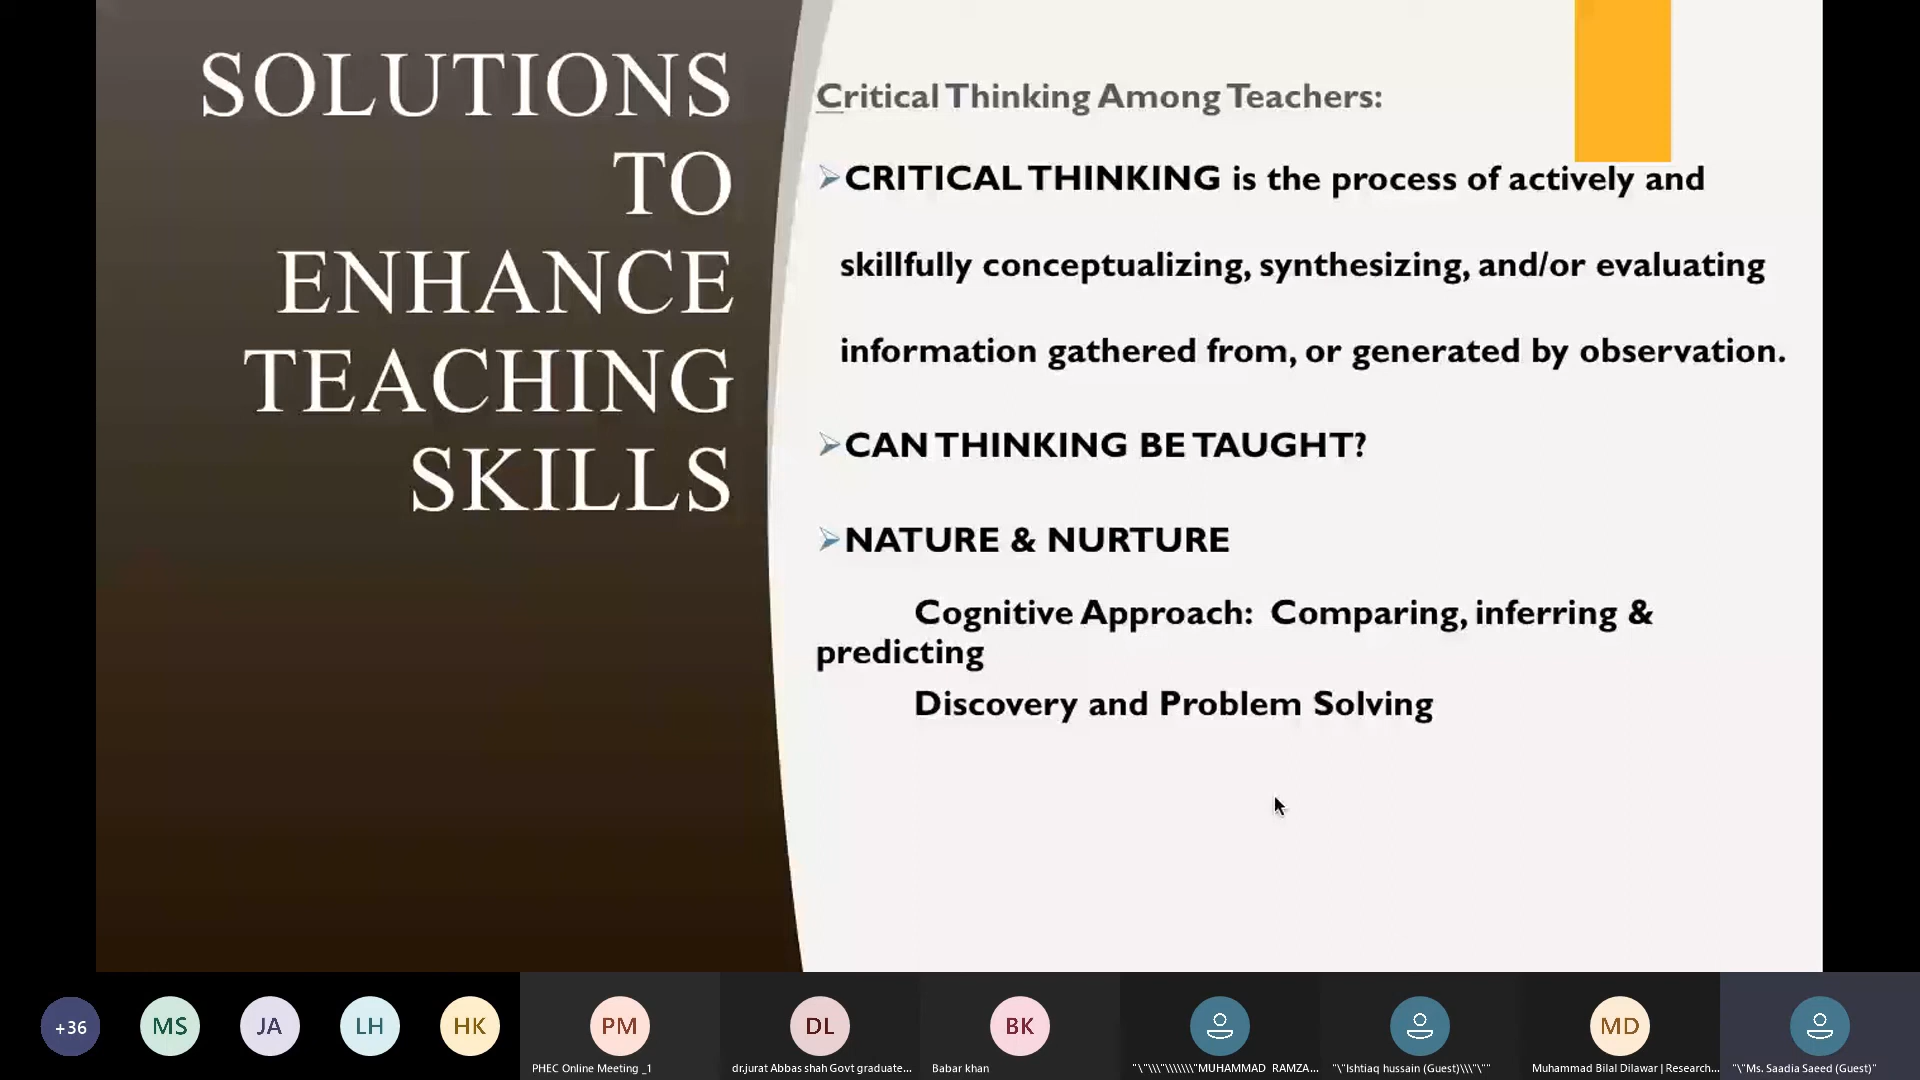 SOLUTIONS
TO
ENHANCE
TEACHING
SKILLS
Critical Thinking Among Teachers:
CRITICAL THINKING is the process of actively and
skillfully conceptualizing, synthesizing, and/or evaluating
information gathered from, or generated by observation.
CAN THINKING BE TAUGHT?
NATURE & NURTURE
Cognitive Approach: Comparing, inferring &
predicting
Discovery and Problem Solving
+36
MS
JA
LH
HK
PM
DL
BK
MD
PHEC Online Meeting _1
dr.jurat Abbas shah Govt graduate...
Babar khan
"\"\\\"\\\\\\\"MUHAMMAD RAMZA...
"\"Ishtiaq hussain (Guest)\\\"\""
Muhammad Bilal Dilawar | Research...
"\"Ms. Saadia Saeed (Guest)"